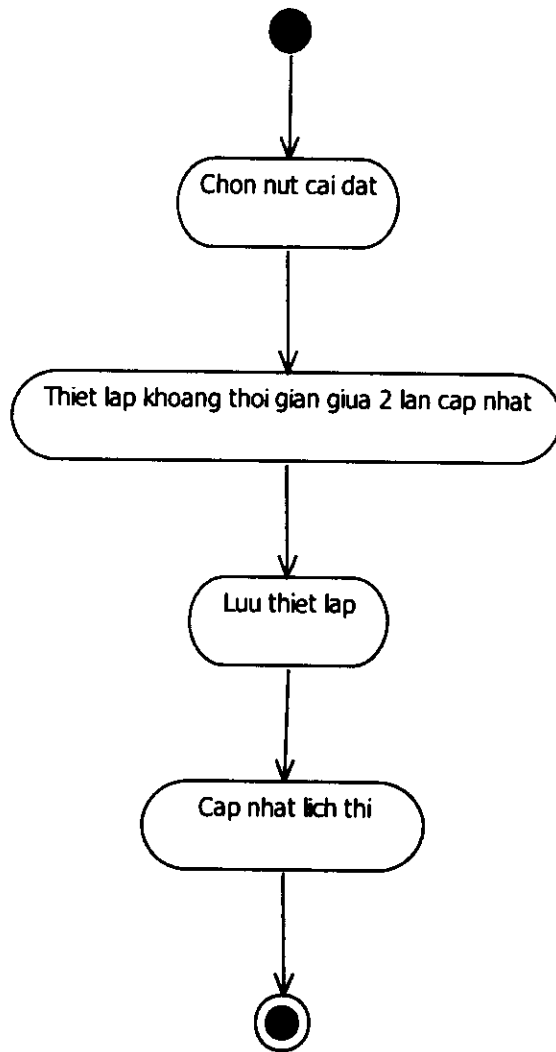 Chon nut cai dat
Thiet lap khoang thoi gian giua 2 lan cap nhat
Luu thiet lap
Cap nhat lich thi